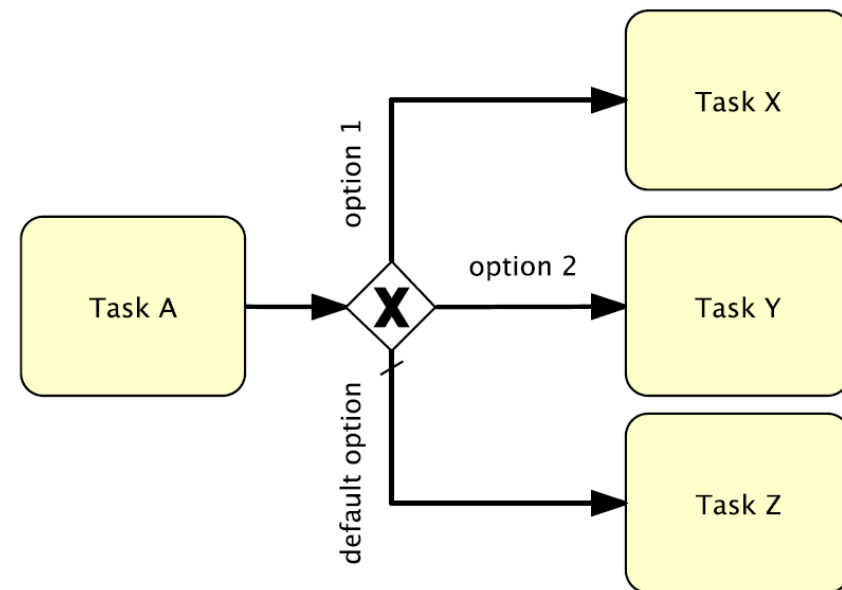 Task X
option 1
option 2
Task A
X
Task Y
default option
Task Z